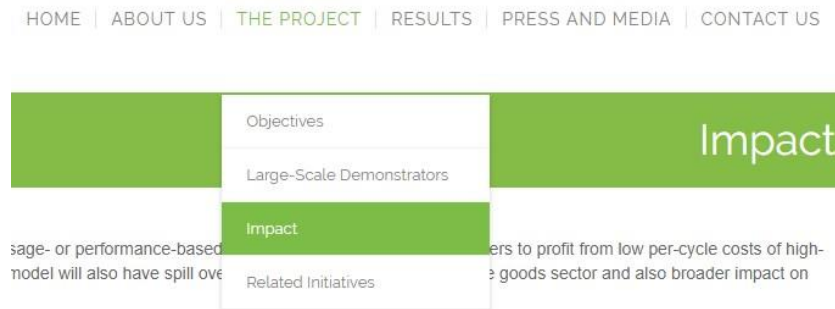 HOME | ABOUT US | THE PROJECT | RESULTS | PRESS AND MEDIA | CONTACT US
Objectives
Impact
Large-Scale Demonstrators
Impact
sage- or performance-based ers to profit from low per-cycle costs of high-
model will also have spill ove e goods sector and also broader impact on
Related Initiatives